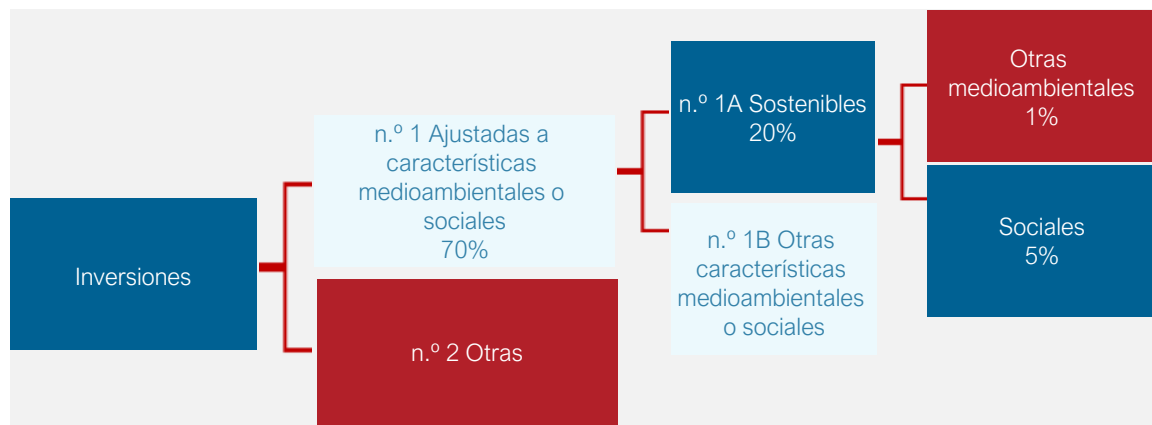 Inversiones
n.º 1 Ajustadas a
características
medioambientales o
sociales
70%
n.º 2 Otras
n.º 1A Sostenibles
20%
n.º 1B Otras
características
medioambientales
o sociales
Otras
medioambientales
1%
Sociales
5%